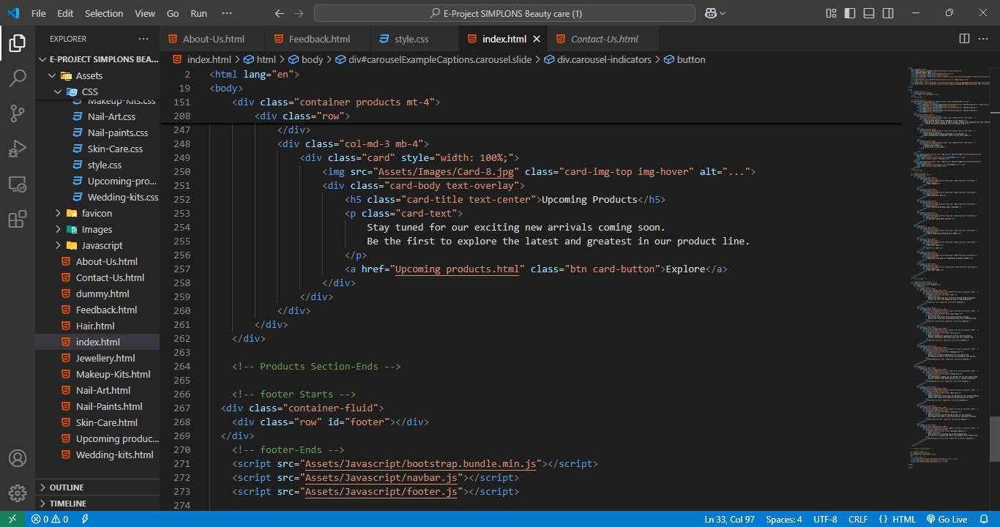 File Edit Selection View Go Run ··· E-Project SIMPLONS Beauty care (1)
EXPLORER ···
About-Us.html Feedback.html style.css index.html Contact-Us.html
E-PROJECT SIMPLONS BEA...
index.html > html > body > div#carouselExampleCaptions.carousel.slide > div.carousel-indicators > button
Assets
CSS
Makeup-Kits.css
Nail-Art.css
Nail-paints.css
Skin-Care.css
style.css
Upcoming-pro...
Wedding-kits.css
favicon
Images
Javascript
About-Us.html
Contact-Us.html
dummy.html
Feedback.html
Hair.html
index.html
Jewellery.html
Makeup-Kits.html
Nail-Art.html
Nail-Paints.html
Skin-Care.html
Upcoming produc...
Wedding-kits.html
OUTLINE
TIMELINE
2 <html lang="en">
19 <body>
151 <div class="container products mt-4">
208 <div class="row">
247 </div>
248 <div class="col-md-3 mb-4">
249 <div class="card" style="width: 100%;">
250 <img src="Assets/Images/Card-8.jpg" class="card-img-top img-hover" alt="...">
251 <div class="card-body text-overlay">
252 <h5 class="card-title text-center">Upcoming Products</h5>
253 <p class="card-text">
254 Stay tuned for our exciting new arrivals coming soon.
255 Be the first to explore the latest and greatest in our product line.
256 </p>
257 <a href="Upcoming products.html" class="btn card-button">Explore</a>
258 </div>
259 </div>
260 </div>
261 </div>
262 </div>
263
264 <!-- Products Section-Ends -->
265
266 <!-- footer Starts -->
267 <div class="container-fluid">
268 <div class="row" id="footer"></div>
269 </div>
270 <!-- footer-Ends -->
271 <script src="Assets/Javascript/bootstrap.bundle.min.js"></script>
272 <script src="Assets/Javascript/navbar.js"></script>
273 <script src="Assets/Javascript/footer.js"></script>
274
0 0 Ln 33, Col 97 Spaces: 4 UTF-8 CRLF {} HTML Go Live